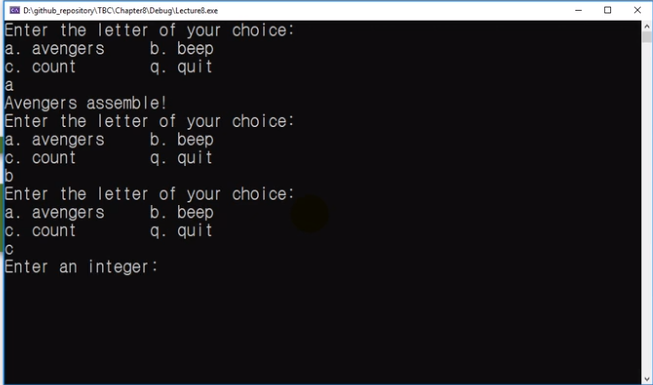 D:\github_repository\TBC\Chapter8\Debug\Lecture8.exe
Enter the letter of your choice:
a. avengers     b. beep
c. count        q. quit
a
Avengers assemble!
Enter the letter of your choice:
a. avengers     b. beep
c. count        q. quit
b
Enter the letter of your choice:
a. avengers     b. beep
c. count        q. quit
c
Enter an integer: